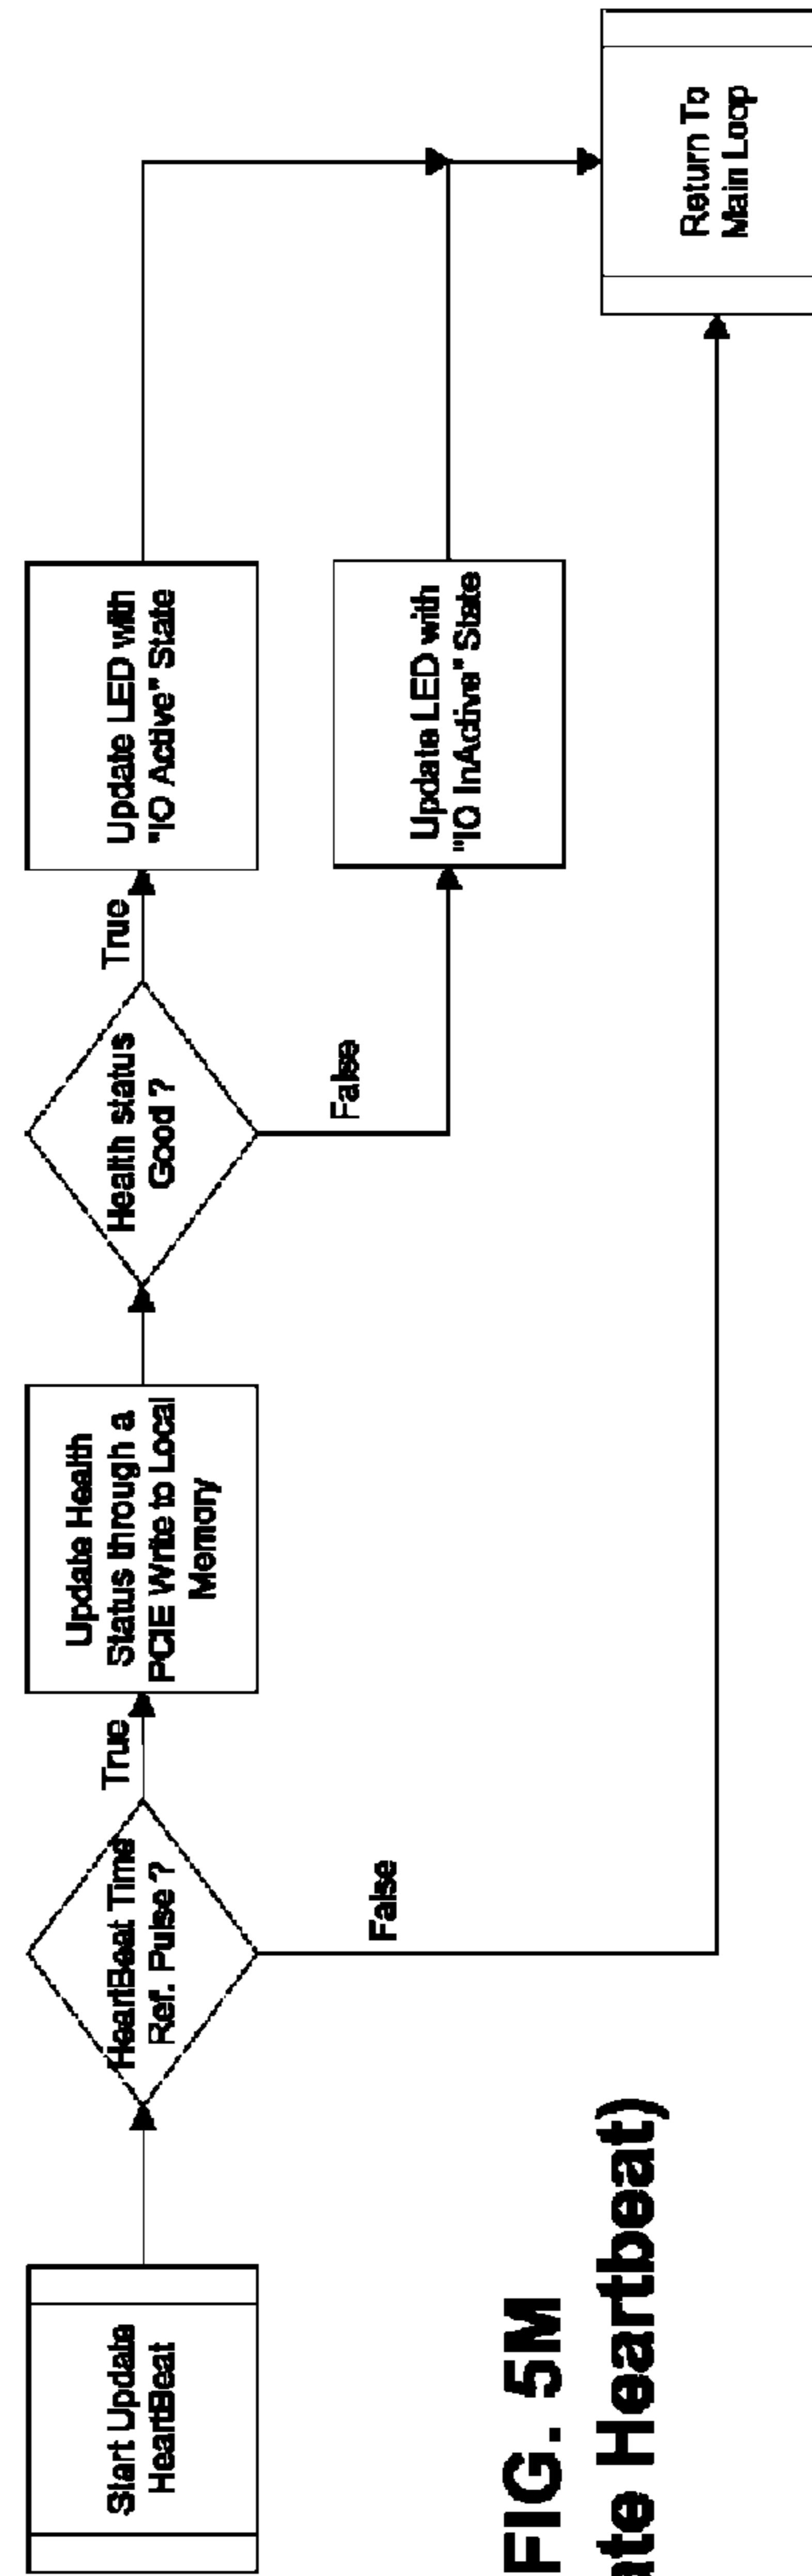 Start Update
HeartBeat
HeartBeat Time
Ref. Pulse ?
True
False
Update Health
Status through a
PCIE Write to Local
Memory
Health status
Good ?
True
False
Update LED with
"IO Active" State
Update LED with
"IO InActive" State
Return To
Main Loop
FIG. 5M
Heartbeat)